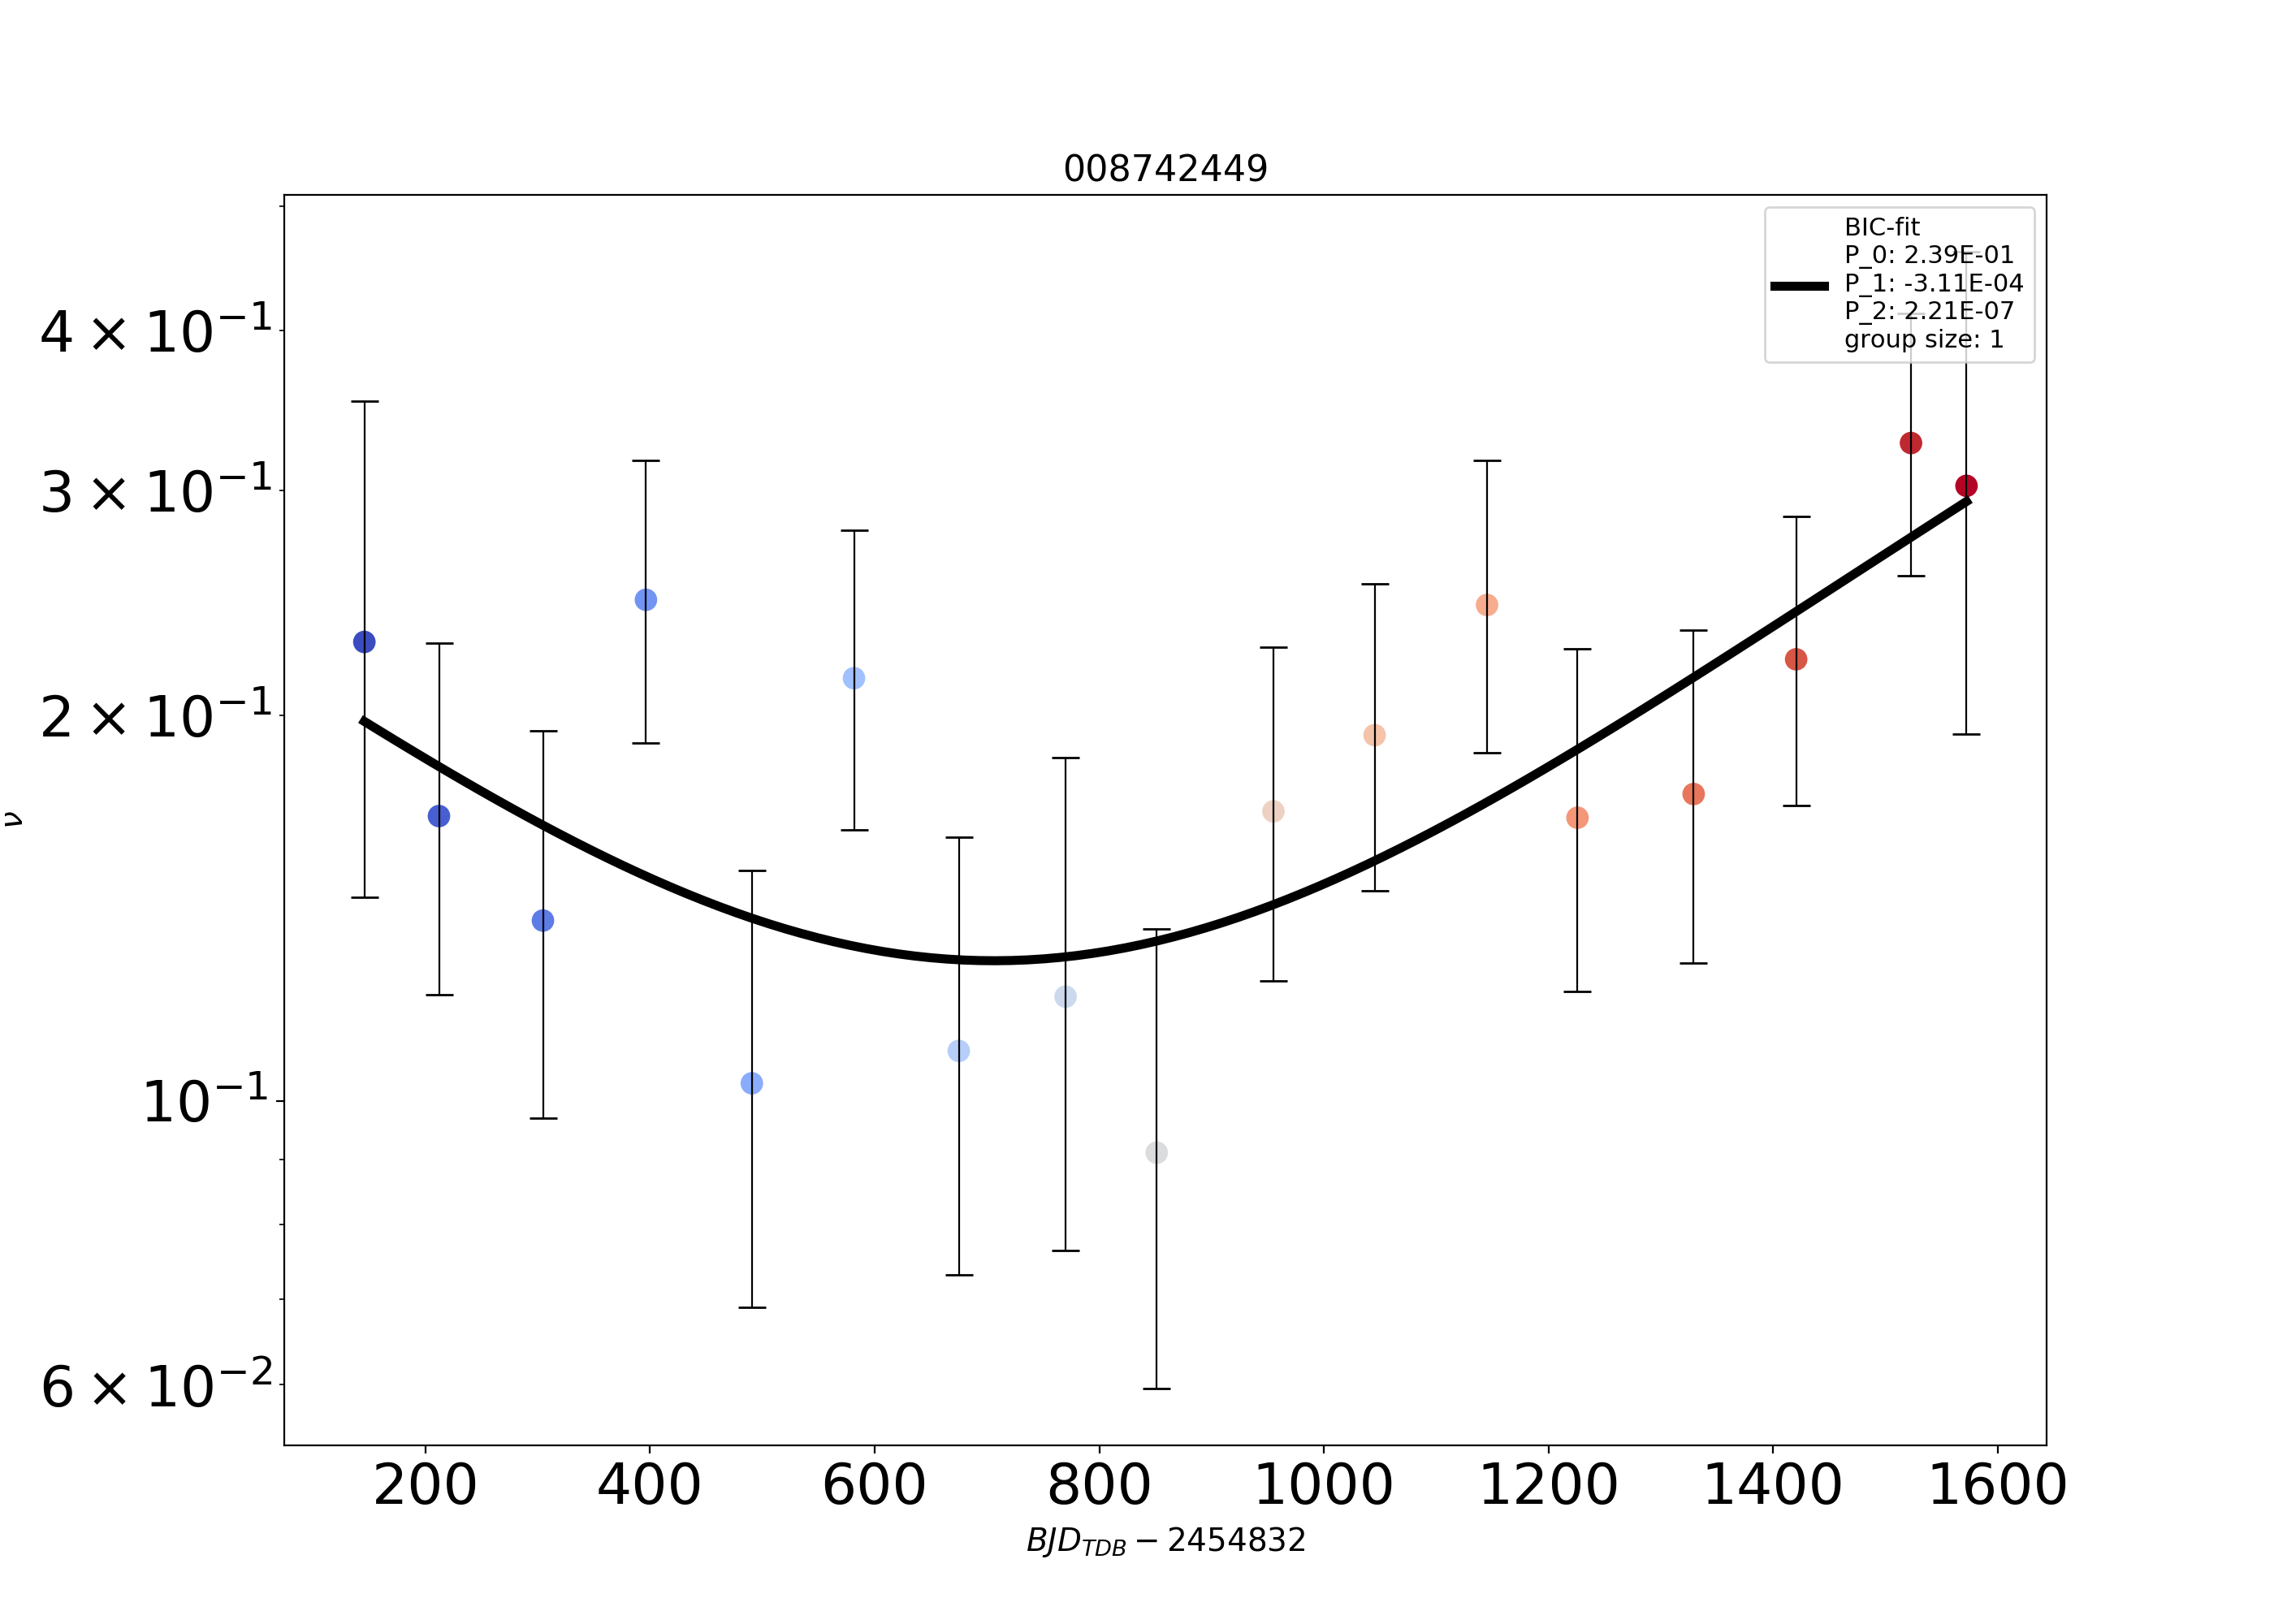 008742449
BIC-fit
P_0: 2.39E-01
P_1: -3.11E-04
P_2: 2.21E-07
group size: 1
4 × 10⁻¹
3 × 10⁻¹
2 × 10⁻¹
10⁻¹
6 × 10⁻²
ν
200 400 600 800 1000 1200 1400 1600
BJD_TDB − 2454832